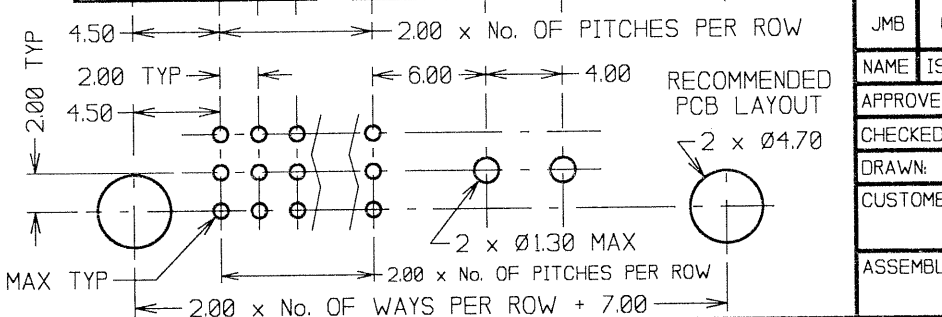 4.50
2.00 x No. OF PITCHES PER ROW
2.00 TYP
2.00 TYP
6.00
4.00
4.50
RECOMMENDED
PCB LAYOUT
2 x Ø4.70
2 x Ø1.30 MAX
MAX TYP
2.00 x No. OF PITCHES PER ROW
2.00 x No. OF WAYS PER ROW + 7.00
JMB
NAME
APPROVE
CHECKED
DRAWN:
CUSTOME
ASSEMBL